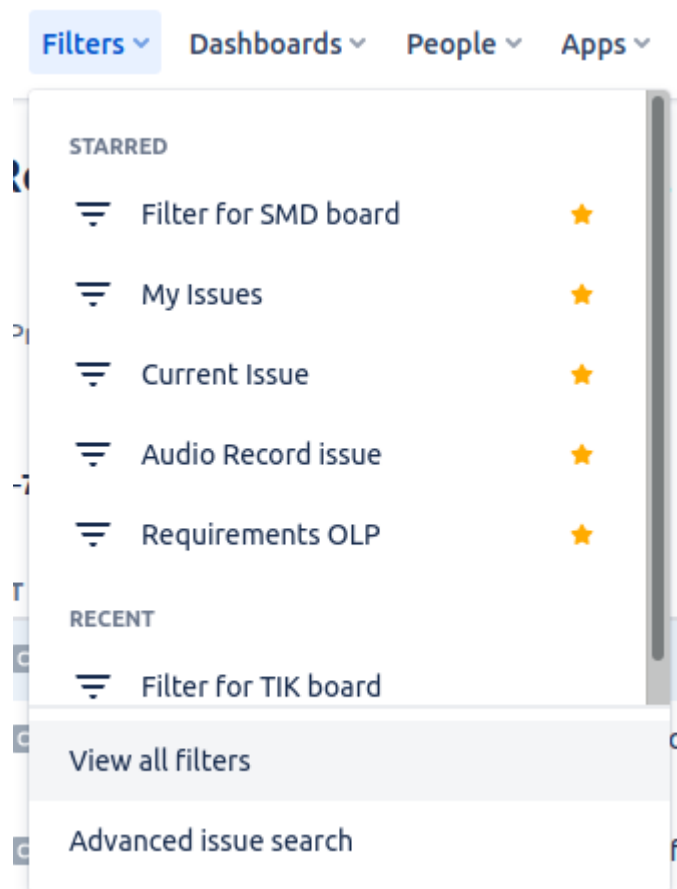 Filters Dashboards People Apps
STARRED
Filter for SMD board
My Issues
Current Issue
Audio Record issue
Requirements OLP
RECENT
Filter for TIK board
View all filters
Advanced issue search